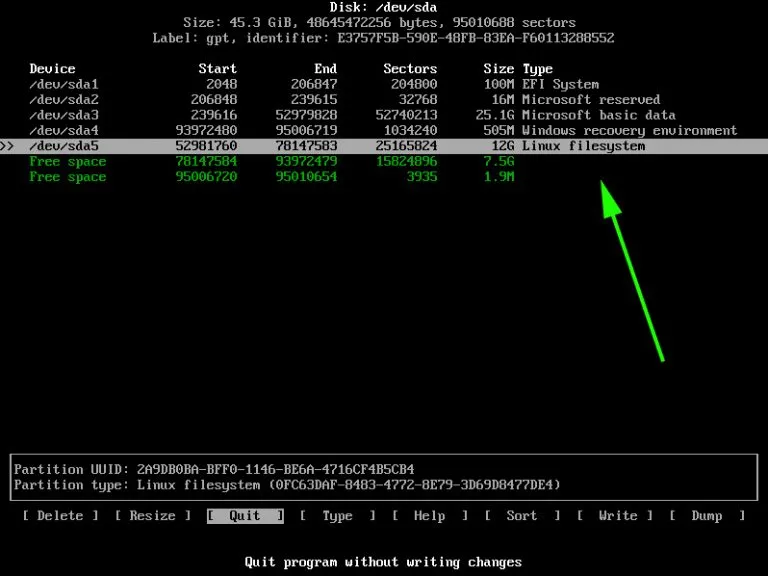 Disk: /dev/sda
Size: 45.3 GiB, 48645472256 bytes, 95010688 sectors
Label: gpt, identifier: E3757F5B-590E-48FB-83EA-F60113288552
Device Start End Sectors Size Type
/dev/sda1 2048 206847 204800 100M EFI System
/dev/sda2 206848 239615 32768 16M Microsoft reserved
/dev/sda3 239616 52979828 52740213 25.1G Microsoft basic data
/dev/sda4 93972480 95006719 1034240 505M Windows recovery environment
>> /dev/sda5 52981760 78147583 25165824 12G Linux filesystem
Free space 78147584 93972479 15824896 7.5G
Free space 95006720 95010654 3935 1.9M
Partition UUID: 2A9DB0BA-BFF0-1146-BE6A-4716CF4B5CB4
Partition type: Linux filesystem (0FC63DAF-8483-4772-8E79-3D69D8477DE4)
[ Delete ] [ Resize ] [ Quit ] [ Type ] [ Help ] [ Sort ] [ Write ] [ Dump ]
Quit program without writing changes